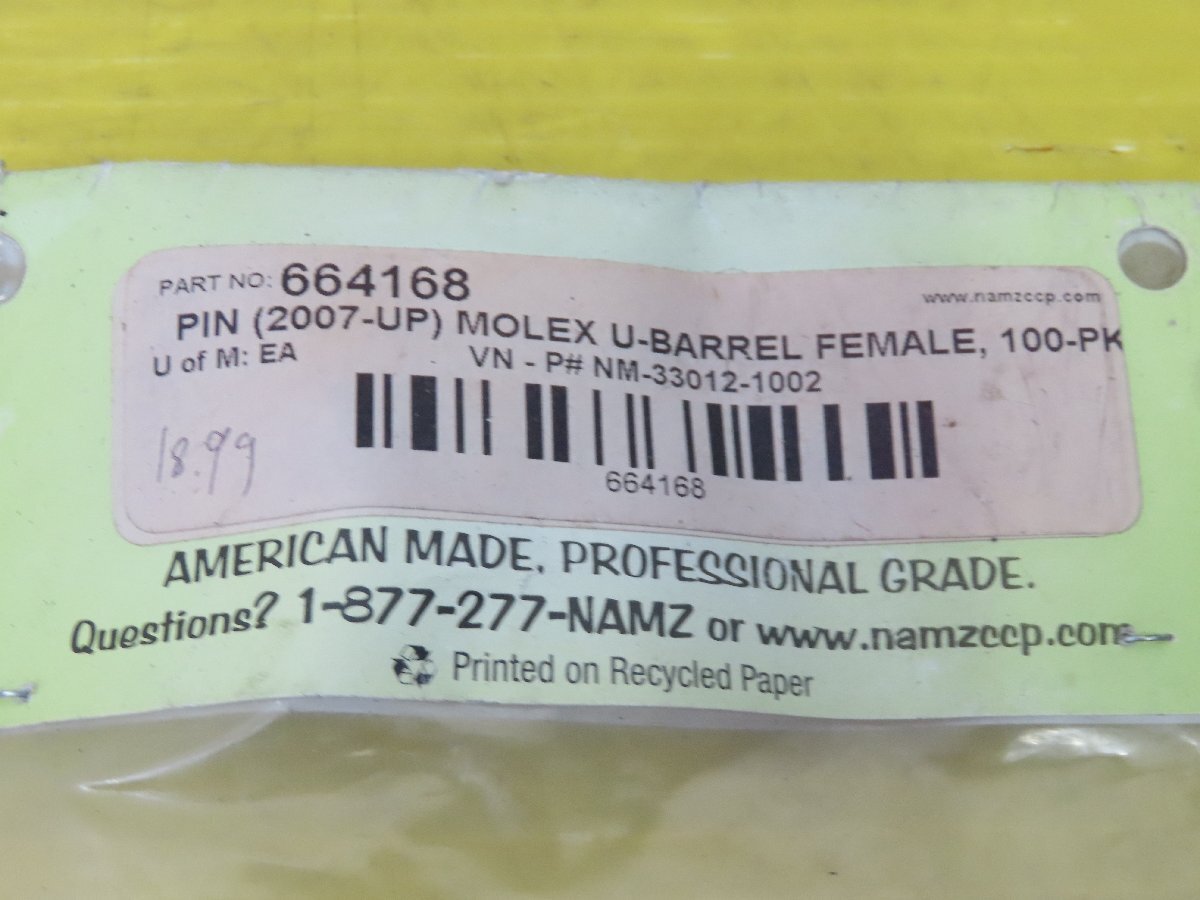 PART NO: 664168
www.namzccp.com
PIN (2007-UP) MOLEX U-BARREL FEMALE, 100-PK
U of M: EA
VN - P# NM-33012-1002
18.99
664168
AMERICAN MADE. PROFESSIONAL GRADE.
Questions? 1-877-277-NAMZ or www.namzccp.com
Printed on Recycled Paper